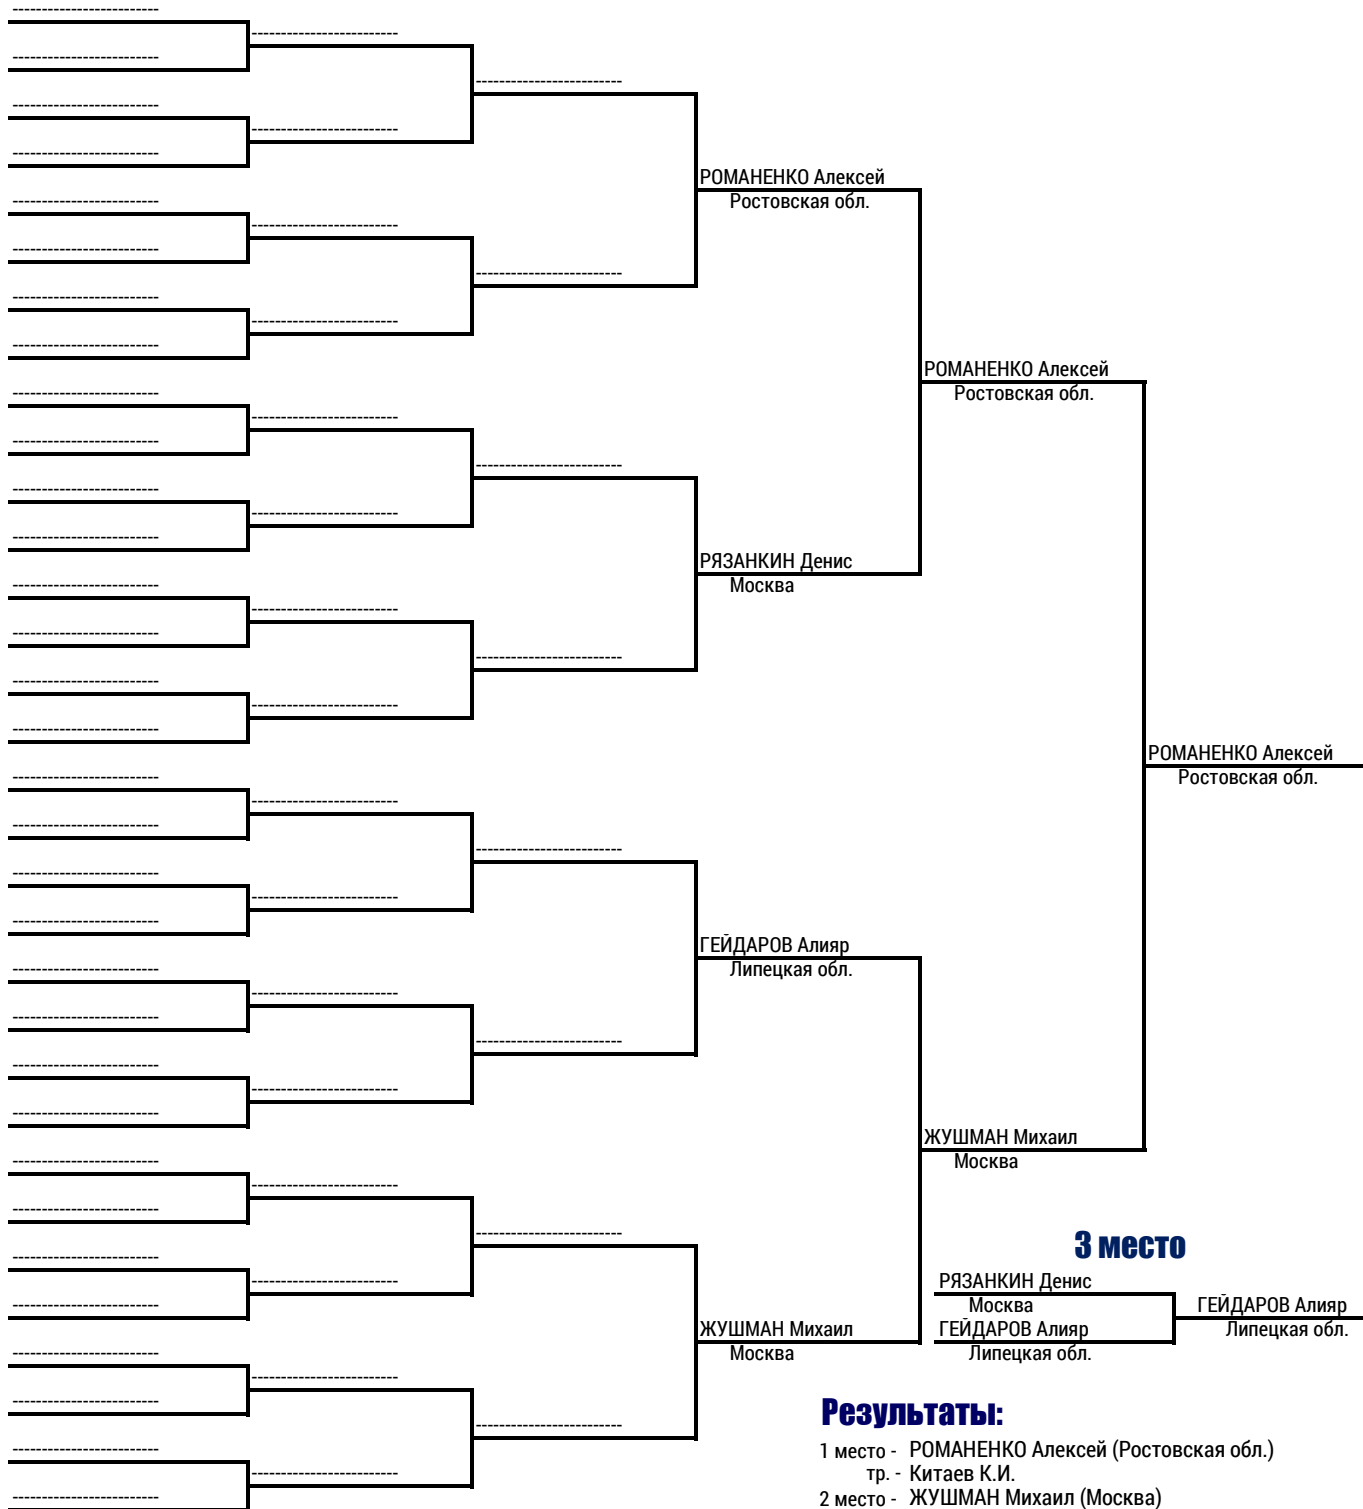 РОМАНЕНКО Алексей
Ростовская обл.
РОМАНЕНКО Алексей
Ростовская обл.
РЯЗАНКИН Денис
Москва
РОМАНЕНКО Алексей
Ростовская обл.
ГЕЙДАРОВ Алияр
Липецкая обл.
ЖУШМАН Михаил
Москва
3 место
РЯЗАНКИН Денис
Москва
ГЕЙДАРОВ Алияр
Липецкая обл.
ГЕЙДАРОВ Алияр
Липецкая обл.
ЖУШМАН Михаил
Москва
Результаты:
1 место - РОМАНЕНКО Алексей (Ростовская обл.)
тр. - Китаев К.И.
2 место - ЖУШМАН Михаил (Москва)